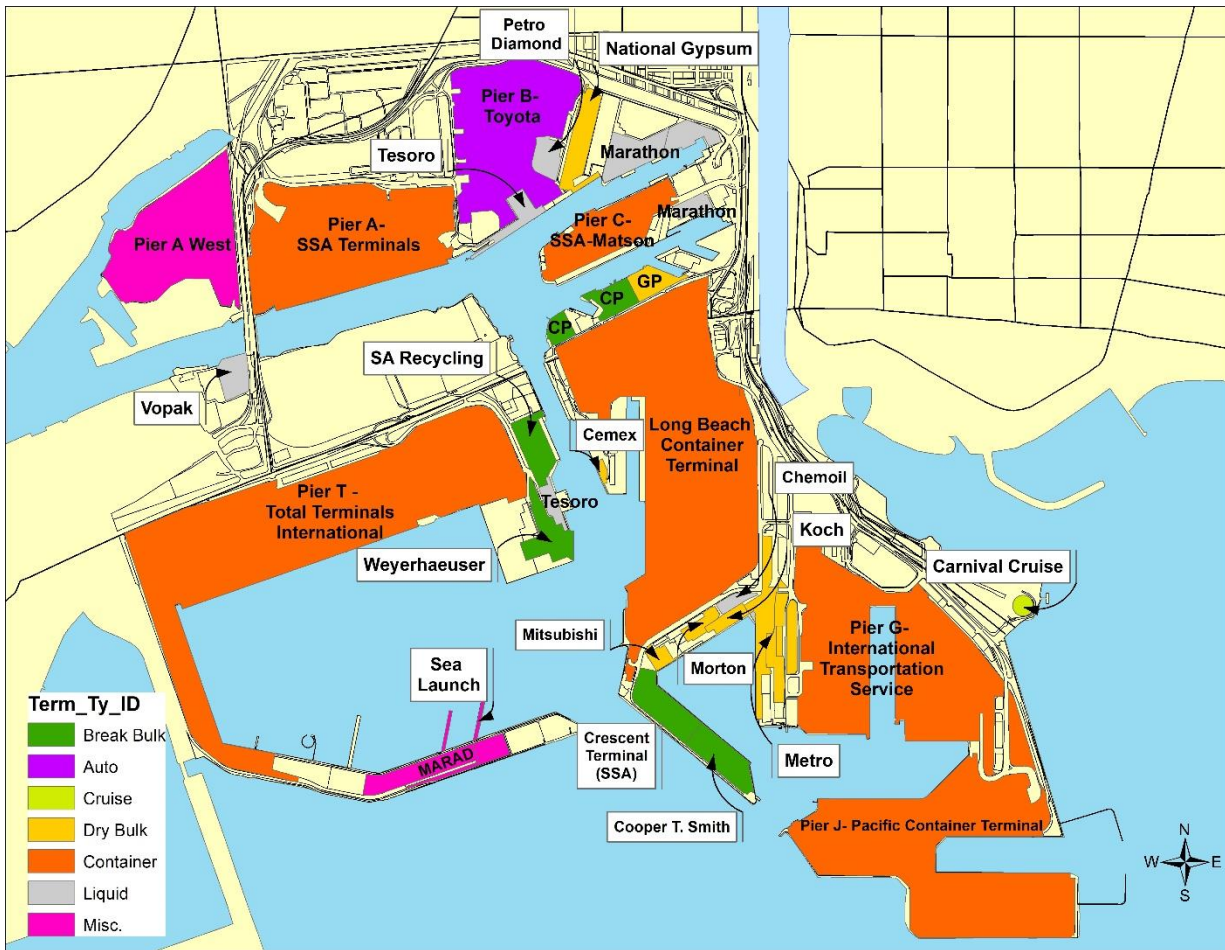 Petro
Diamond
National Gypsum
Pier B-
Toyota
Tesoro
Marathon
Pier A West
Pier A-
SSA Terminals
Pier C-
SSA-Matson
Marathon
GP
CP
CP
SA Recycling
Vopak
Cemex
Long Beach
Container
Terminal
Chemoil
Pier T -
Total Terminals
International
Tesoro
Koch
Weyerhaeuser
Carnival Cruise
Mitsubishi
Pier G-
International
Transportation
Service
Morton
Sea
Launch
MARAD
Crescent
Terminal
(SSA)
Metro
Cooper T. Smith
Pier J- Pacific Container Terminal
Term_Ty_ID
Break Bulk
Auto
Cruise
Dry Bulk
Container
Liquid
Misc.
N
W
E
S